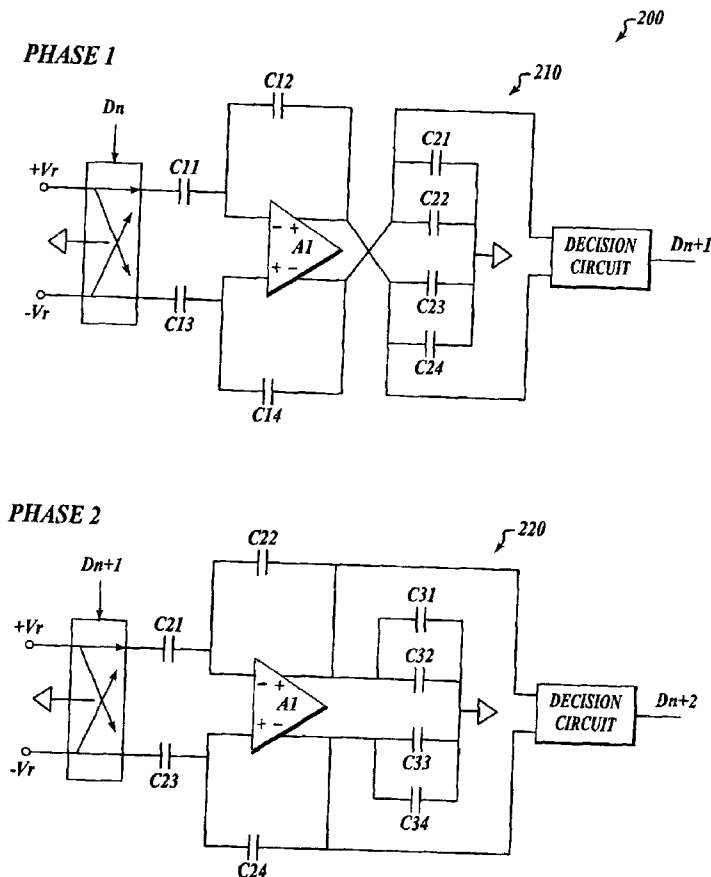 200
PHASE 1
210
C12
Dn
+Vr
C11
C21
C22
- +
A1
+ -
DECISION
CIRCUIT
Dn+1
-Vr
C13
C23
C24
C14
PHASE 2
220
C22
Dn+1
C31
+Vr
C21
C32
- +
A1
+ -
DECISION
CIRCUIT
Dn+2
-Vr
C23
C33
C34
C24